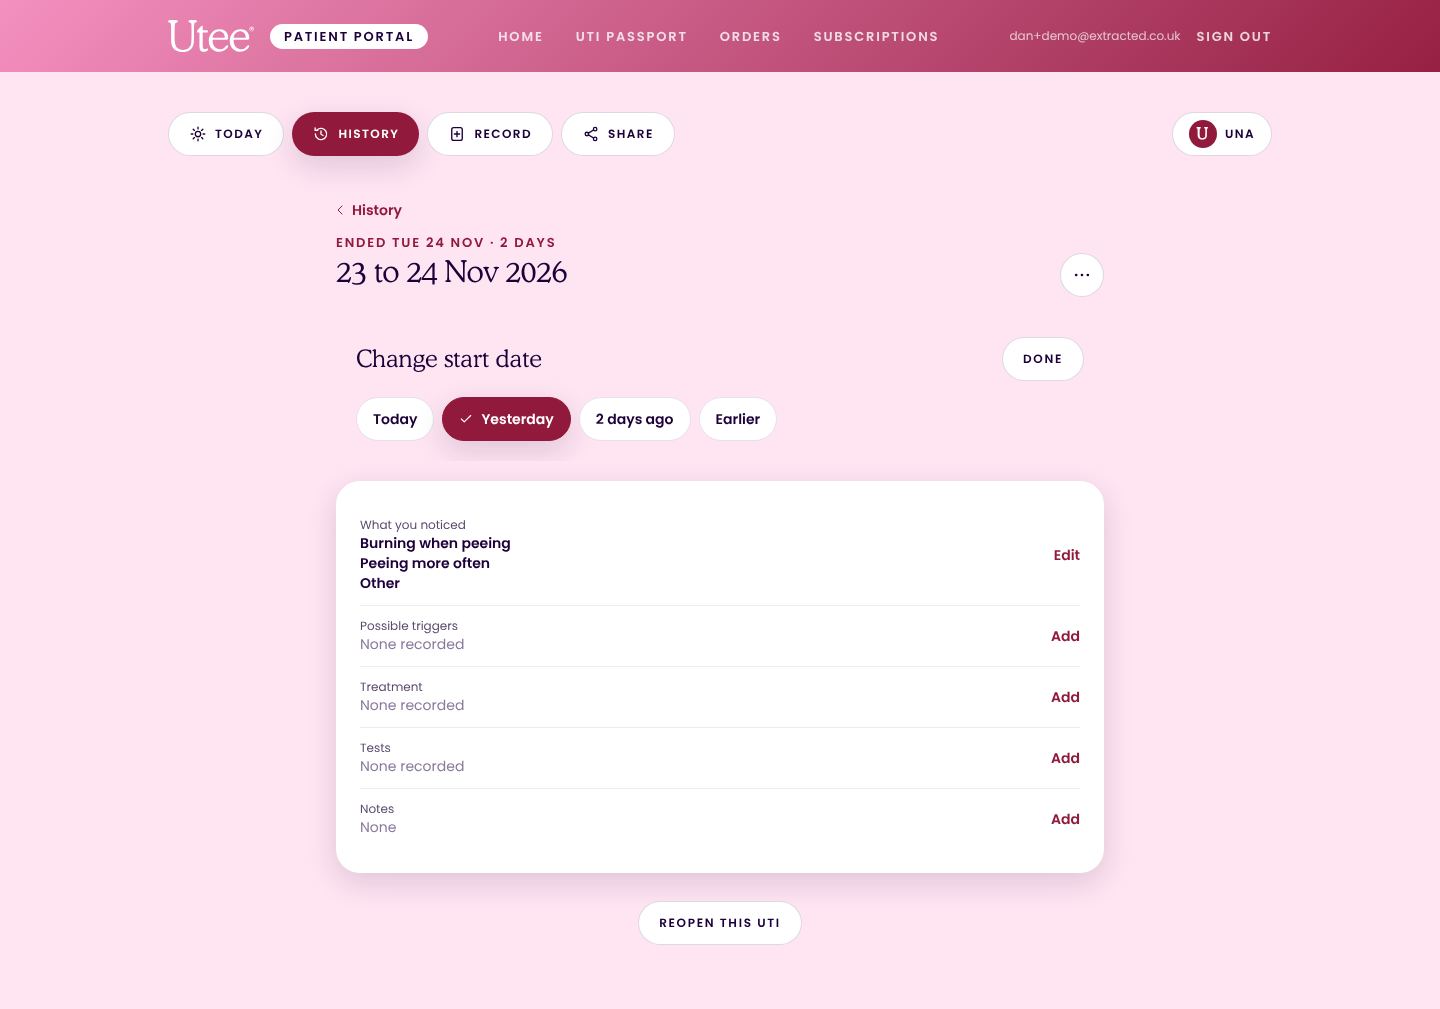 Utee®
PATIENT PORTAL
HOME
UTI PASSPORT
ORDERS
SUBSCRIPTIONS
dan+demo@extracted.co.uk
SIGN OUT
TODAY
HISTORY
RECORD
SHARE
U
UNA
History
ENDED TUE 24 NOV · 2 DAYS
23 to 24 Nov 2026
Change start date
DONE
Today
Yesterday
2 days ago
Earlier
What you noticed
Burning when peeing
Peeing more often
Other
Edit
Possible triggers
None recorded
Add
Treatment
None recorded
Add
Tests
None recorded
Add
Notes
None
Add
REOPEN THIS UTI